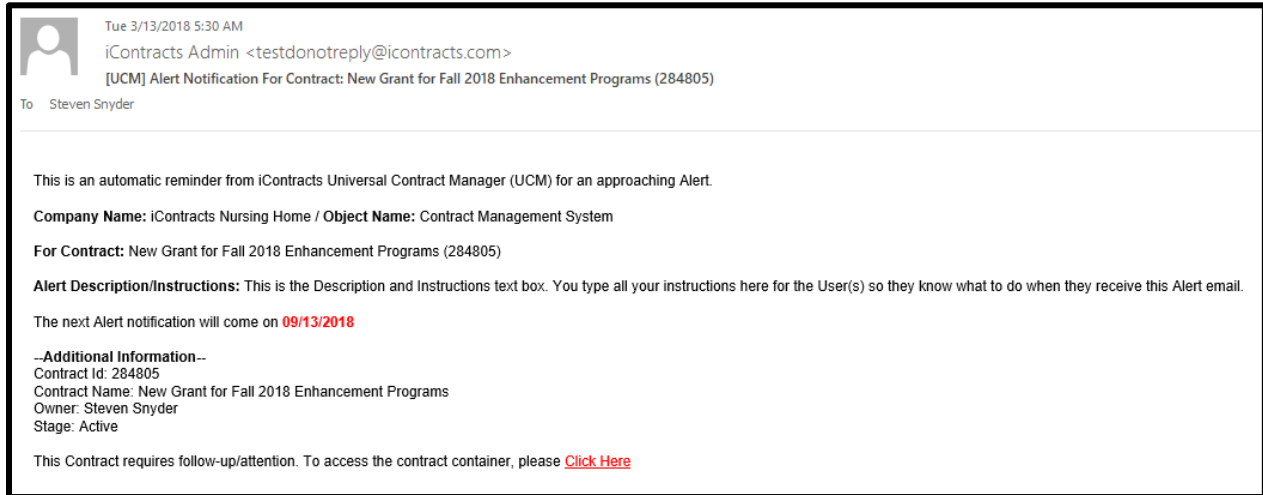 Tue 3/13/2018 5:30 AM
iContracts Admin <testdonotreply@icontracts.com>
[UCM] Alert Notification For Contract: New Grant for Fall 2018 Enhancement Programs (284805)
To Steven Snyder
This is an automatic reminder from iContracts Universal Contract Manager (UCM) for an approaching Alert.
Company Name: iContracts Nursing Home / Object Name: Contract Management System
For Contract: New Grant for Fall 2018 Enhancement Programs (284805)
Alert Description/Instructions: This is the Description and Instructions text box. You type all your instructions here for the User(s) so they know what to do when they receive this Alert email.
The next Alert notification will come on 09/13/2018
--Additional Information--
Contract Id: 284805
Contract Name: New Grant for Fall 2018 Enhancement Programs
Owner: Steven Snyder
Stage: Active
This Contract requires follow-up/attention. To access the contract container, please Click Here